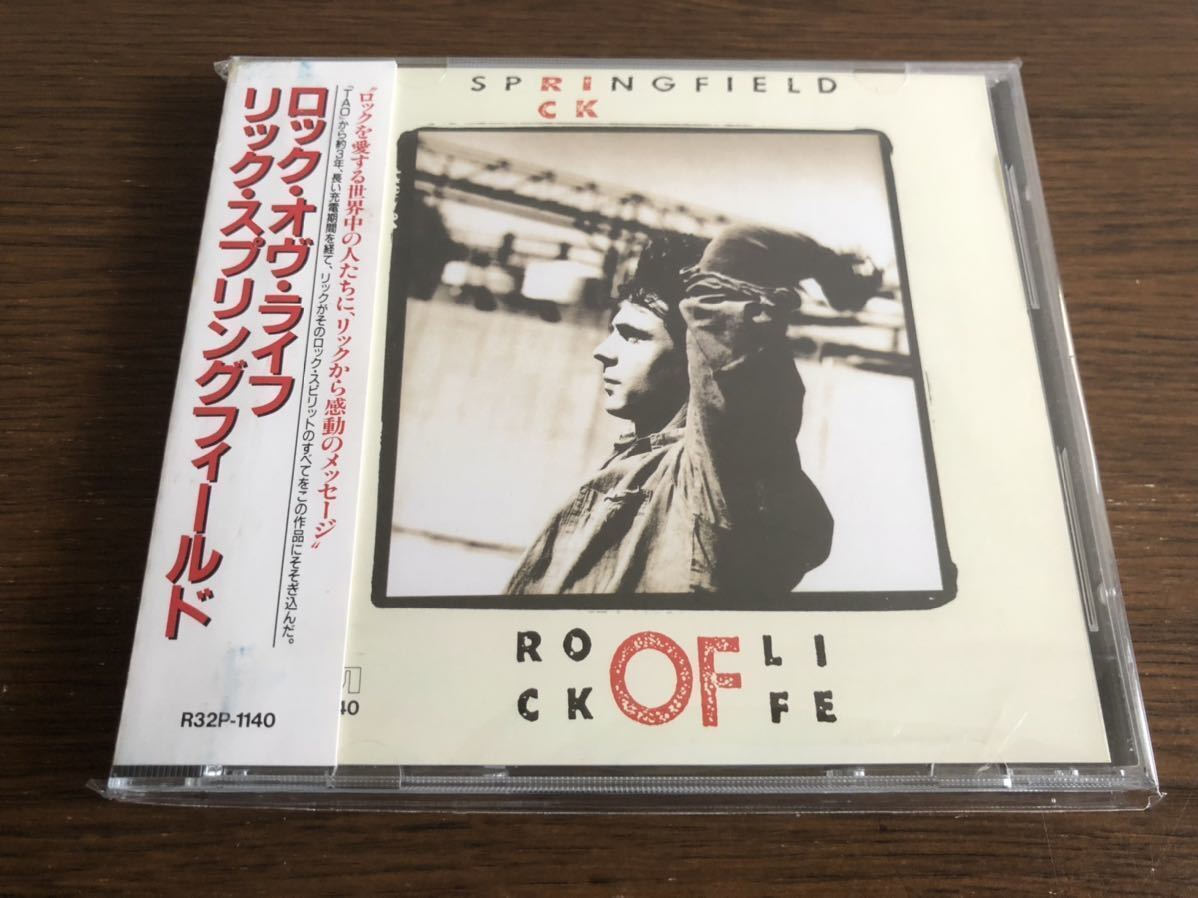 ロック・オヴ・ライフ
リック・スプリングフィールド
“ロックを愛する世界中の人たちに、リックから感動のメッセージ”
“TAO”から約3年、長い充電期間を経て、リックがそのロック・スピリットのすべてをこの作品にそそぎ込んだ。
R32P-1140
SPRINGFIELD
CK
RO OF LI
CK FE
40